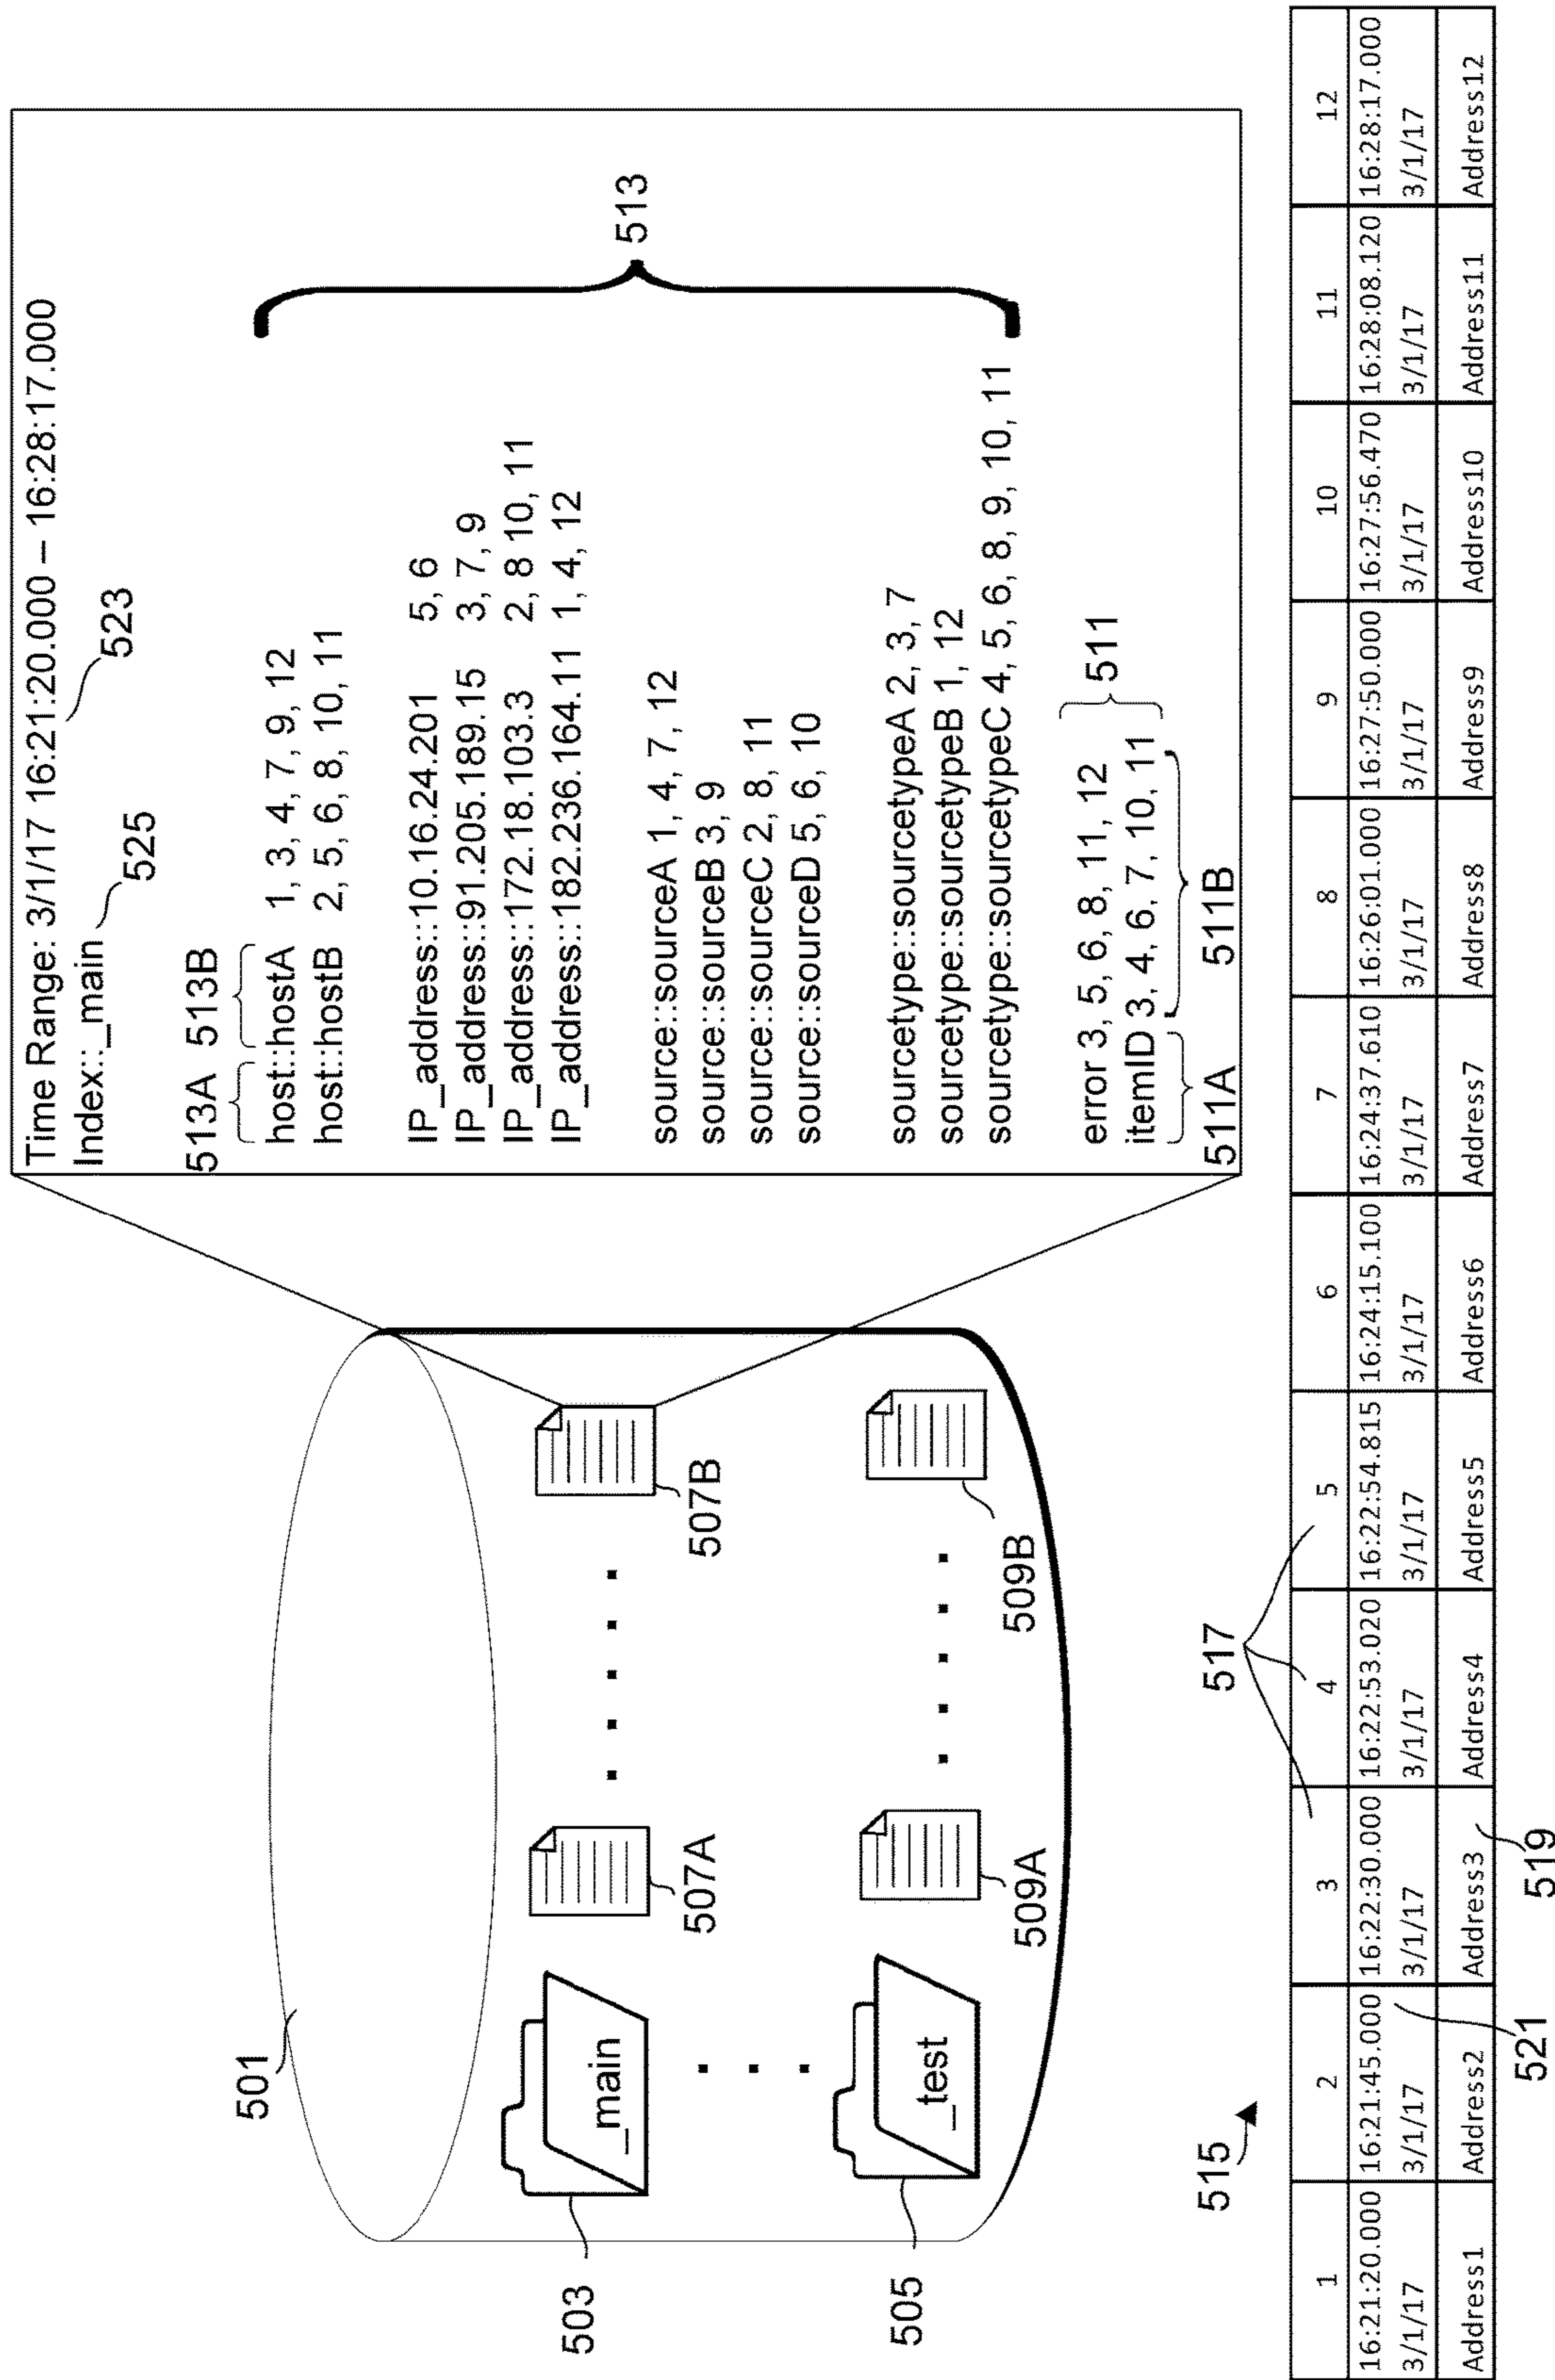 501
503
_main
507A
507B
505
_test
509A
509B
Time Range: 3/1/17 16:21:20.000 – 16:28:17.000
523
Index::_main
525
513A 513B
host::hostA 1, 3, 4, 7, 9, 12
host::hostB 2, 5, 6, 8, 10, 11
IP_address::10.16.24.201 5, 6
IP_address::91.205.189.15 3, 7, 9
IP_address::172.18.103.3 2, 8 10, 11
IP_address::182.236.164.11 1, 4, 12
513
source::sourceA 1, 4, 7, 12
source::sourceB 3, 9
source::sourceC 2, 8, 11
source::sourceD 5, 6, 10
sourcetype::sourcetypeA 2, 3, 7
sourcetype::sourcetypeB 1, 12
sourcetype::sourcetypeC 4, 5, 6, 8, 9, 10, 11
error 3, 5, 6, 8, 11, 12
itemID 3, 4, 6, 7, 10, 11
511
511A 511B
515
517
1 2 3 4 5 6 7 8 9 10 11 12
16:21:20.000 16:21:45.000 16:22:30.000 16:22:53.020 16:22:54.815 16:24:15.100 16:24:37.610 16:26:01.000 16:27:50.000 16:27:56.470 16:28:08.120 16:28:17.000
3/1/17 3/1/17 3/1/17 3/1/17 3/1/17 3/1/17 3/1/17 3/1/17 3/1/17 3/1/17 3/1/17 3/1/17
Address1 Address2 Address3 Address4 Address5 Address6 Address7 Address8 Address9 Address10 Address11 Address12
521
519